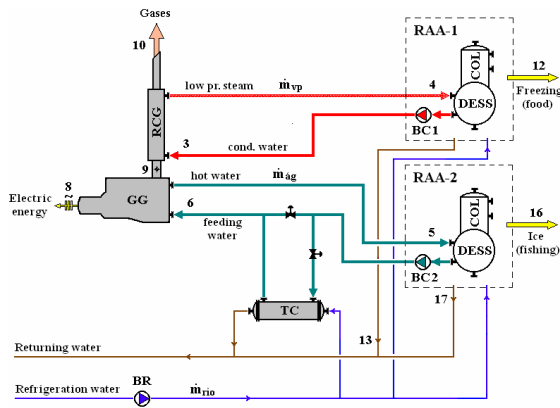 Gases
10
RAA-1
12
low pr. steam
ṁvp
4
COL
DESS
Freezing
(food)
RCG
BC1
3
cond. water
9
RAA-2
8
hot water
ṁág
GG
Electric
energy
6
feeding
water
5
COL
DESS
16
Ice
(fishing)
BC2
17
TC
13
Returning water
Refrigeration water
BR
ṁrio